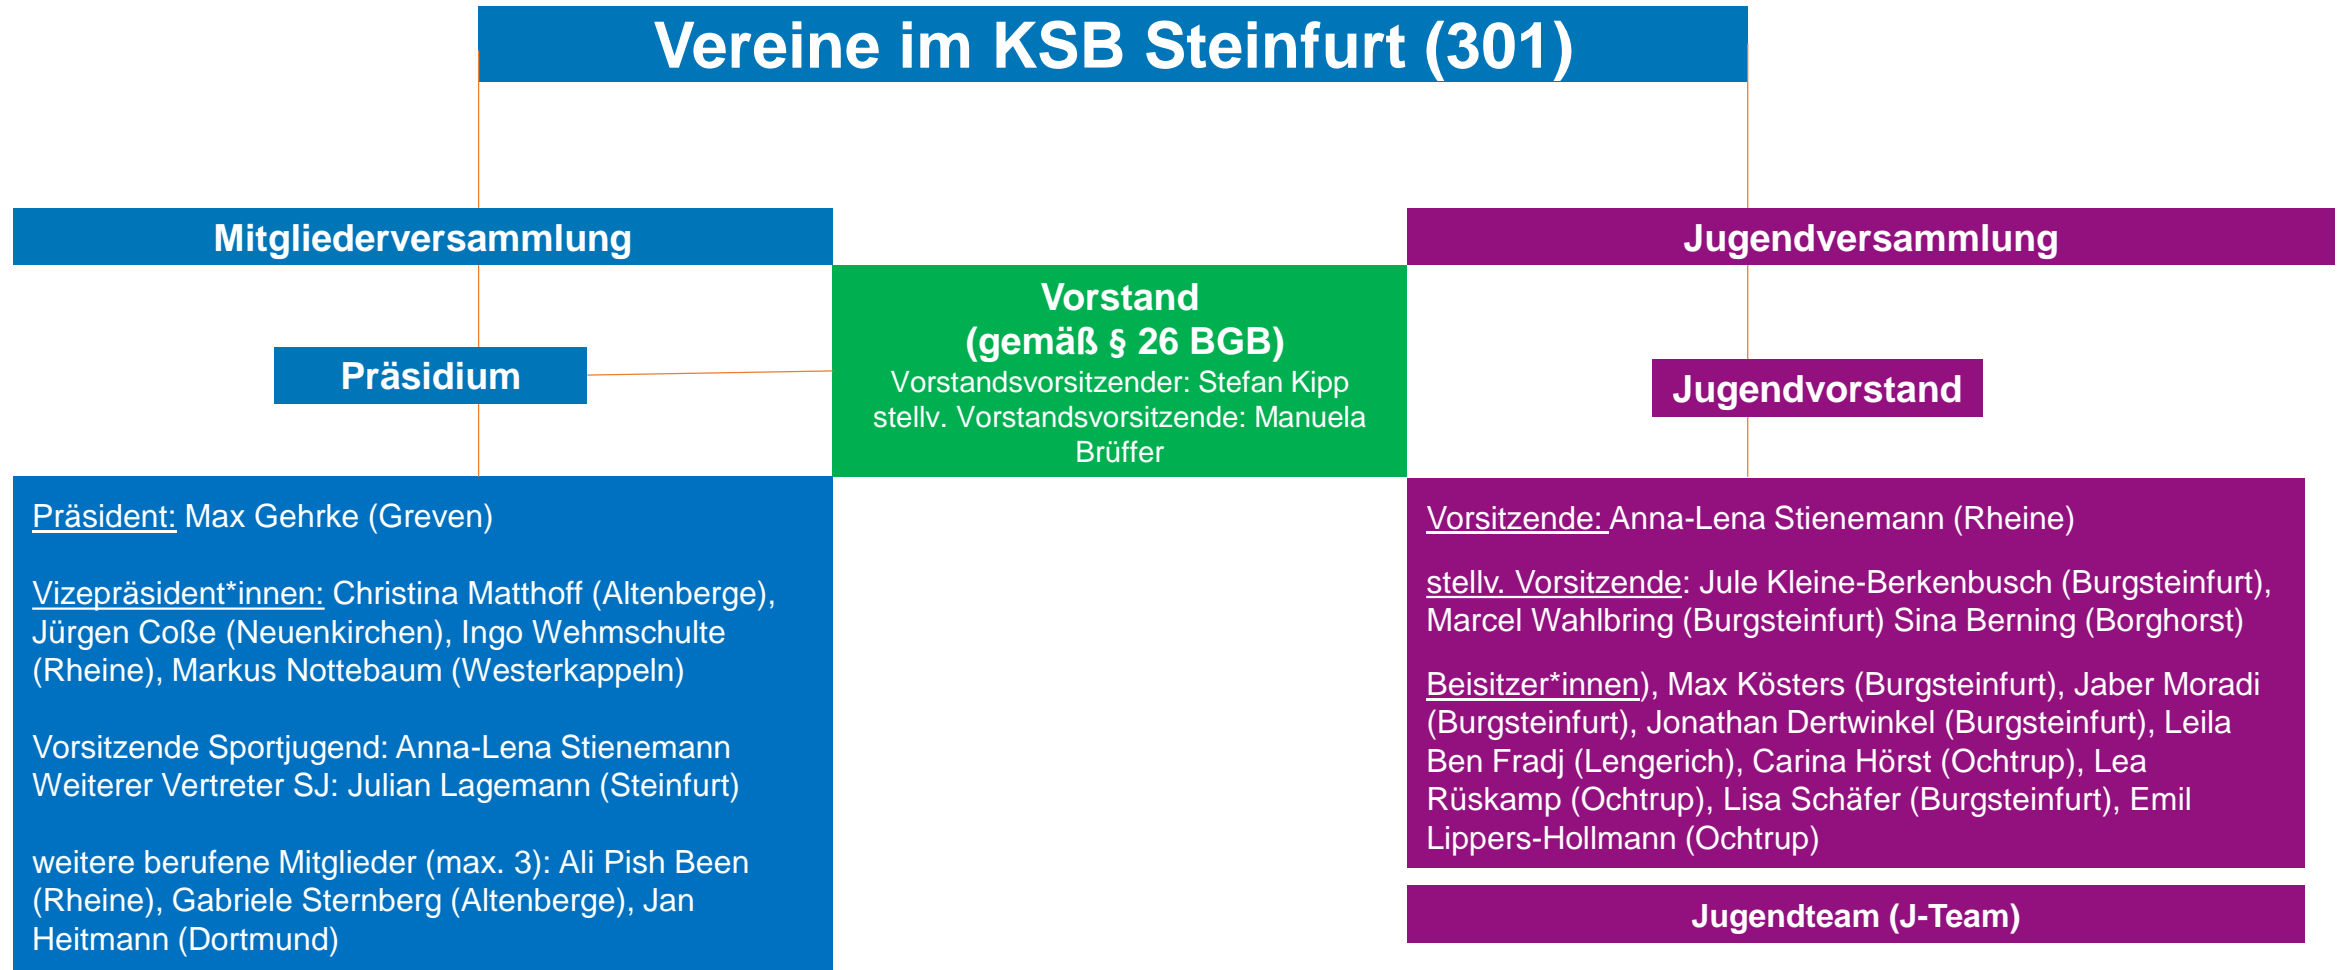 Vereine im KSB Steinfurt (301)
Mitgliederversammlung
Jugendversammlung
Vorstand
(gemäß § 26 BGB)
Vorstandsvorsitzender: Stefan Kipp
stellv. Vorstandsvorsitzende: Manuela
Brüffer
Präsidium
Jugendvorstand
Präsident: Max Gehrke (Greven)
Vizepräsident*innen: Christina Matthoff (Altenberge),
Jürgen Coße (Neuenkirchen), Ingo Wehmschulte
(Rheine), Markus Nottebaum (Westerkappeln)
Vorsitzende Sportjugend: Anna-Lena Stienemann
Weiterer Vertreter SJ: Julian Lagemann (Steinfurt)
weitere berufene Mitglieder (max. 3): Ali Pish Been
(Rheine), Gabriele Sternberg (Altenberge), Jan
Heitmann (Dortmund)
Vorsitzende: Anna-Lena Stienemann (Rheine)
stellv. Vorsitzende: Jule Kleine-Berkenbusch (Burgsteinfurt),
Marcel Wahlbring (Burgsteinfurt) Sina Berning (Borghorst)
Beisitzer*innen), Max Kösters (Burgsteinfurt), Jaber Moradi
(Burgsteinfurt), Jonathan Dertwinkel (Burgsteinfurt), Leila
Ben Fradj (Lengerich), Carina Hörst (Ochtrup), Lea
Rüskamp (Ochtrup), Lisa Schäfer (Burgsteinfurt), Emil
Lippers-Hollmann (Ochtrup)
Jugendteam (J-Team)